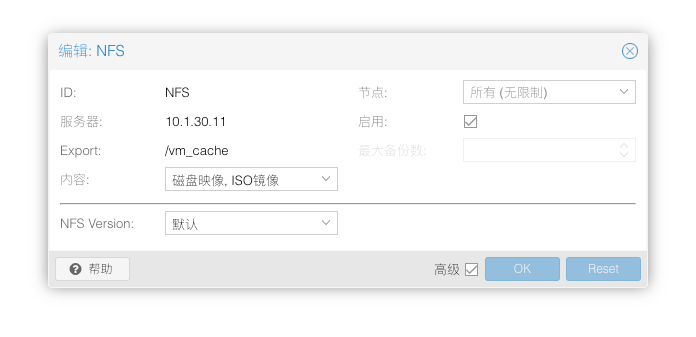 编辑: NFS
ID: NFS 节点: 所有 (无限制)
服务器: 10.1.30.11 启用:
Export: /vm_cache 最大备份数:
内容: 磁盘映像, ISO镜像
NFS Version: 默认
帮助 高级 OK Reset